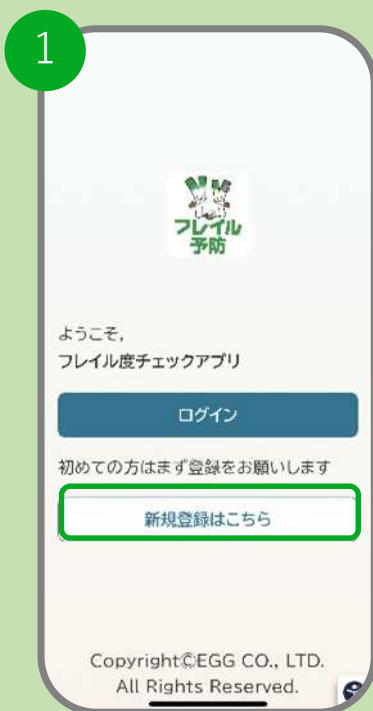 1
フレイル
予防
ようこそ,
フレイル度チェックアプリ
ログイン
初めての方はまず登録をお願いします
新規登録はこちら
Copyright©EGG CO., LTD.
All Rights Reserved.